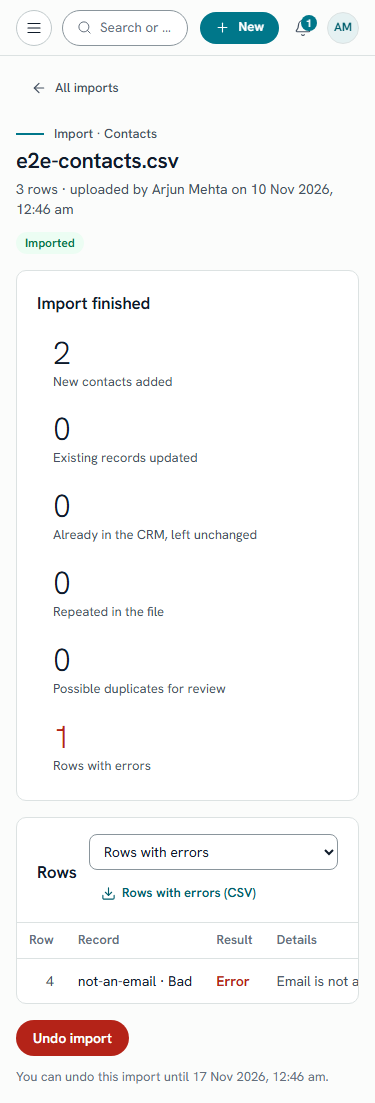 Search or ...
+ New
1
AM
← All imports
Import · Contacts
e2e-contacts.csv
3 rows · uploaded by Arjun Mehta on 10 Nov 2026,
12:46 am
Imported
Import finished
2
New contacts added
0
Existing records updated
0
Already in the CRM, left unchanged
0
Repeated in the file
0
Possible duplicates for review
1
Rows with errors
Rows
Rows with errors
Rows with errors (CSV)
Row Record Result Details
4 not-an-email · Bad Error Email is not a
Undo import
You can undo this import until 17 Nov 2026, 12:46 am.